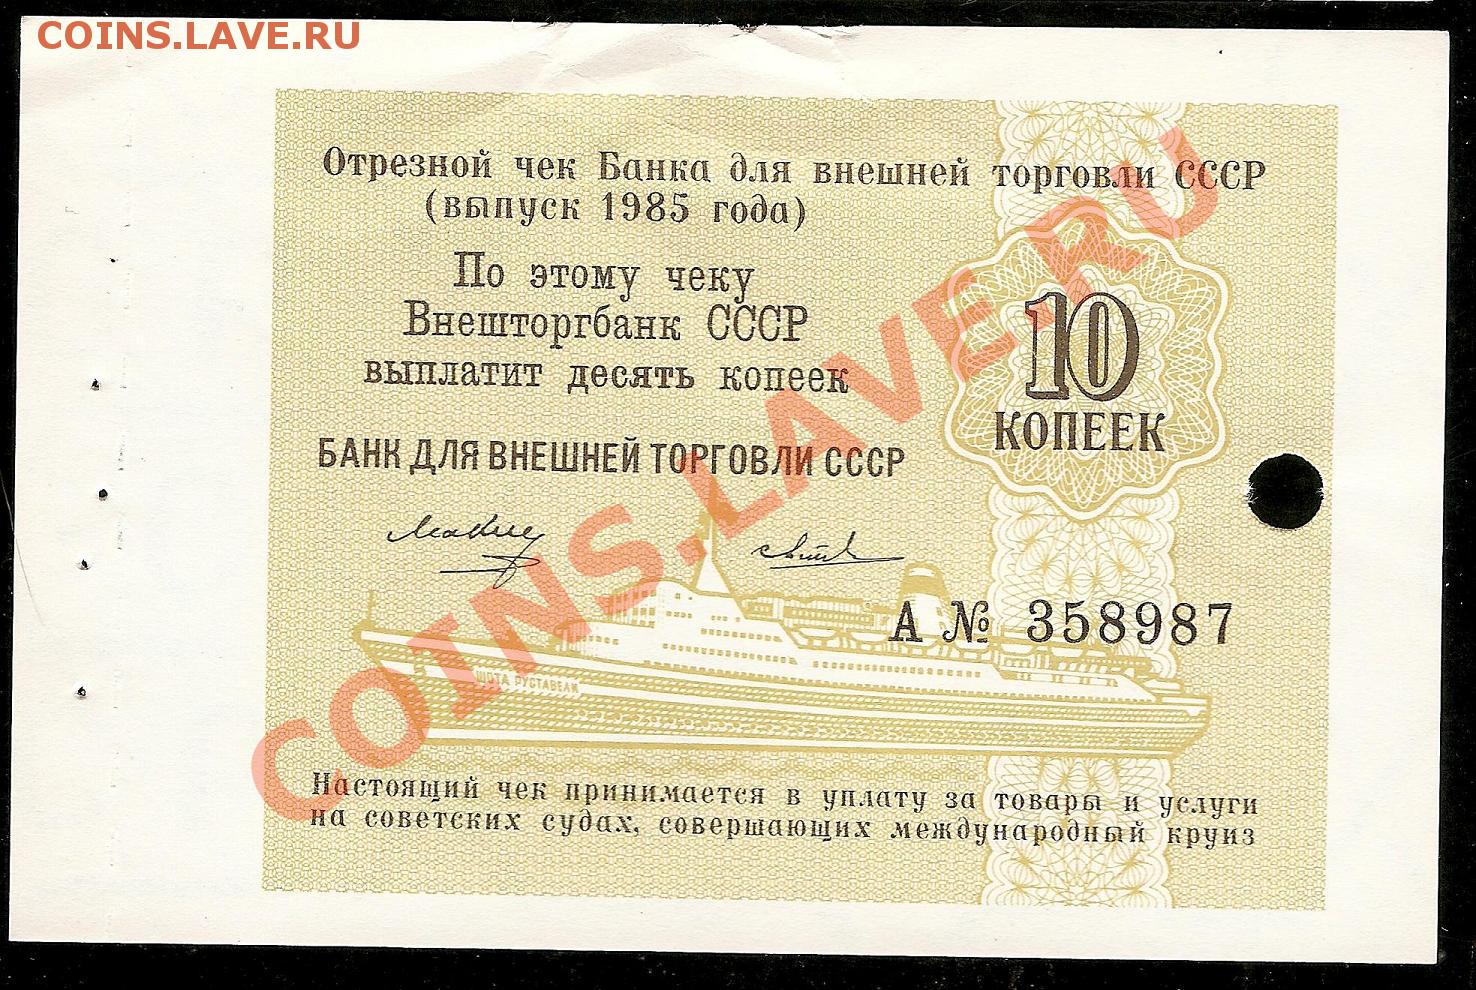 COINS.LAVE.RU
Отрезной чек Банка для внешней торговли СССР
(выпуск 1985 года)
По этому чеку
Внешторгбанк СССР
выплатит десять копеек
10
КОПЕЕК
БАНК ДЛЯ ВНЕШНЕЙ ТОРГОВЛИ СССР
А № 358987
ШОТА РУСТАВЕЛИ
Настоящий чек принимается в уплату за товары и услуги
на советских судах, совершающих международный круиз
COINS.LAVE.RU